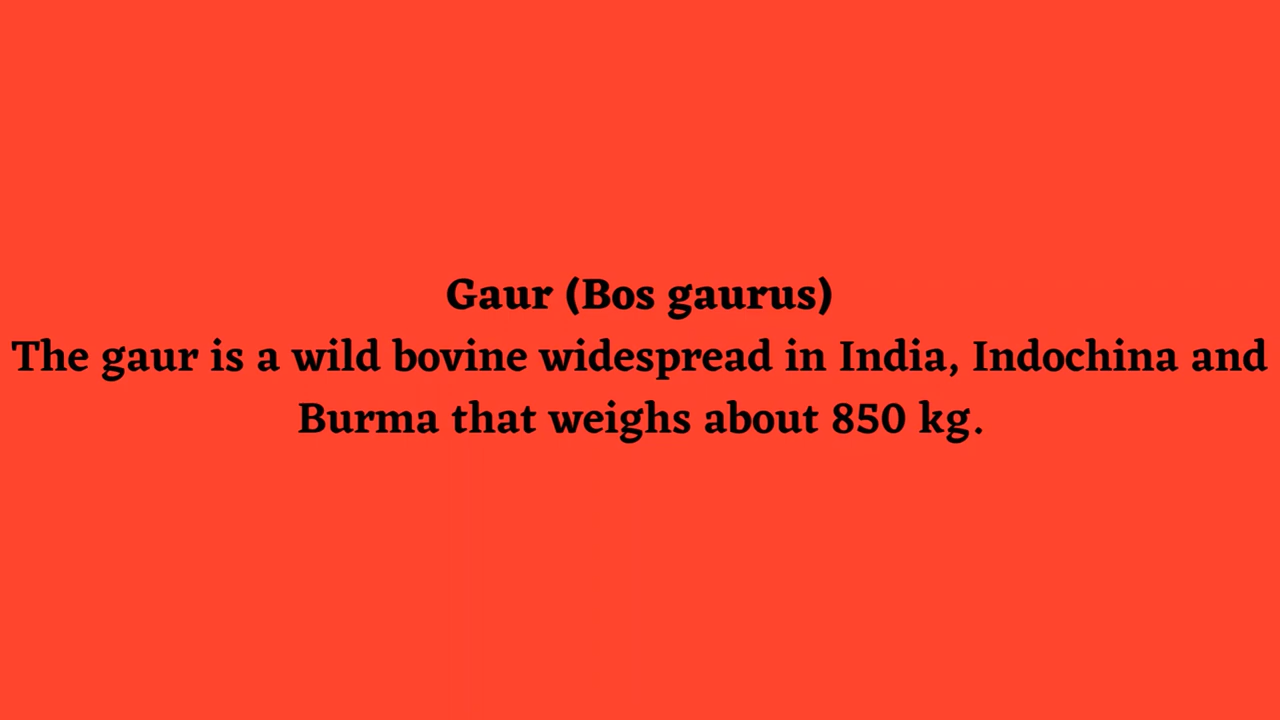 Gaur (Bos gaurus)
The gaur is a wild bovine widespread in India, Indochina and
Burma that weighs about 850 kg.